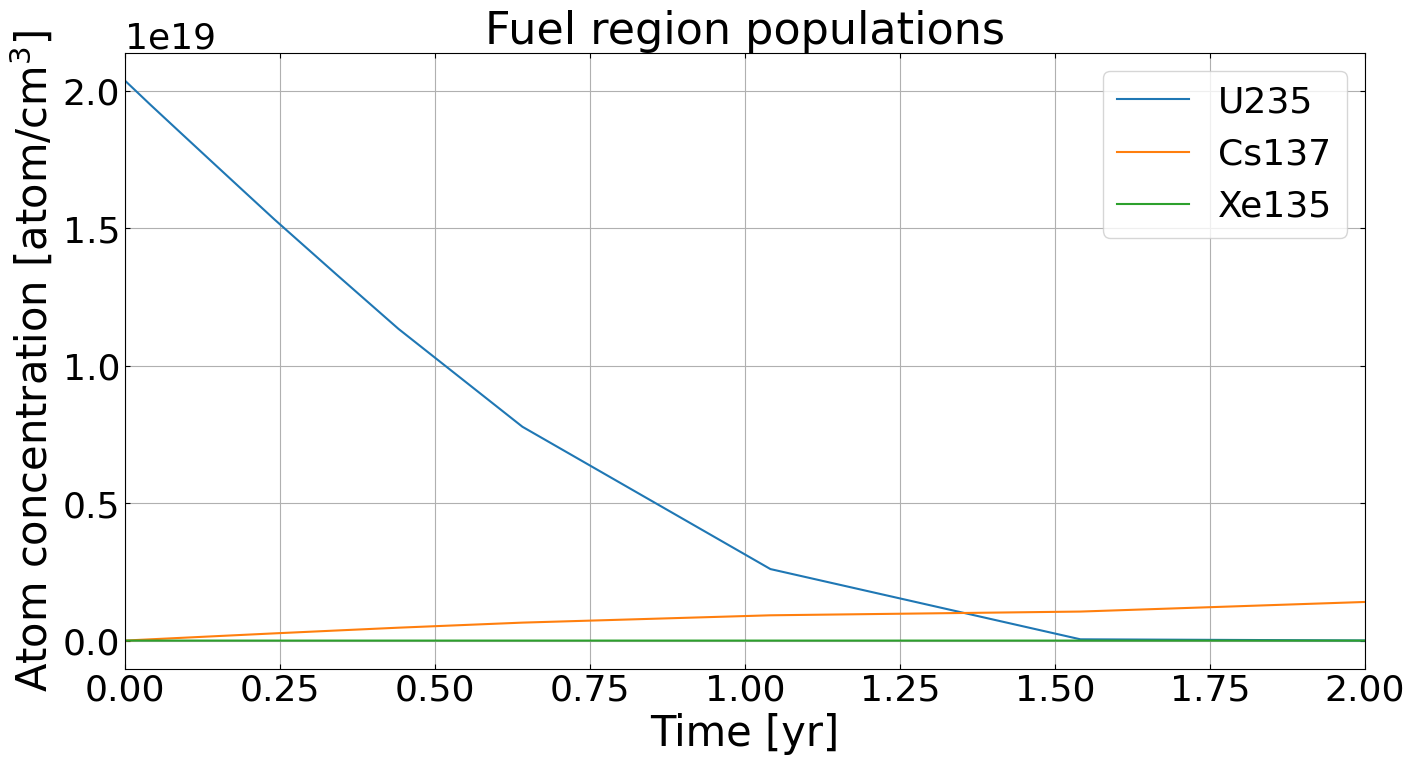 Fuel region populations
1e19
Atom concentration [atom/cm³]
2.0
1.5
1.0
0.5
0.0
U235
Cs137
Xe135
0.00 0.25 0.50 0.75 1.00 1.25 1.50 1.75 2.00
Time [yr]